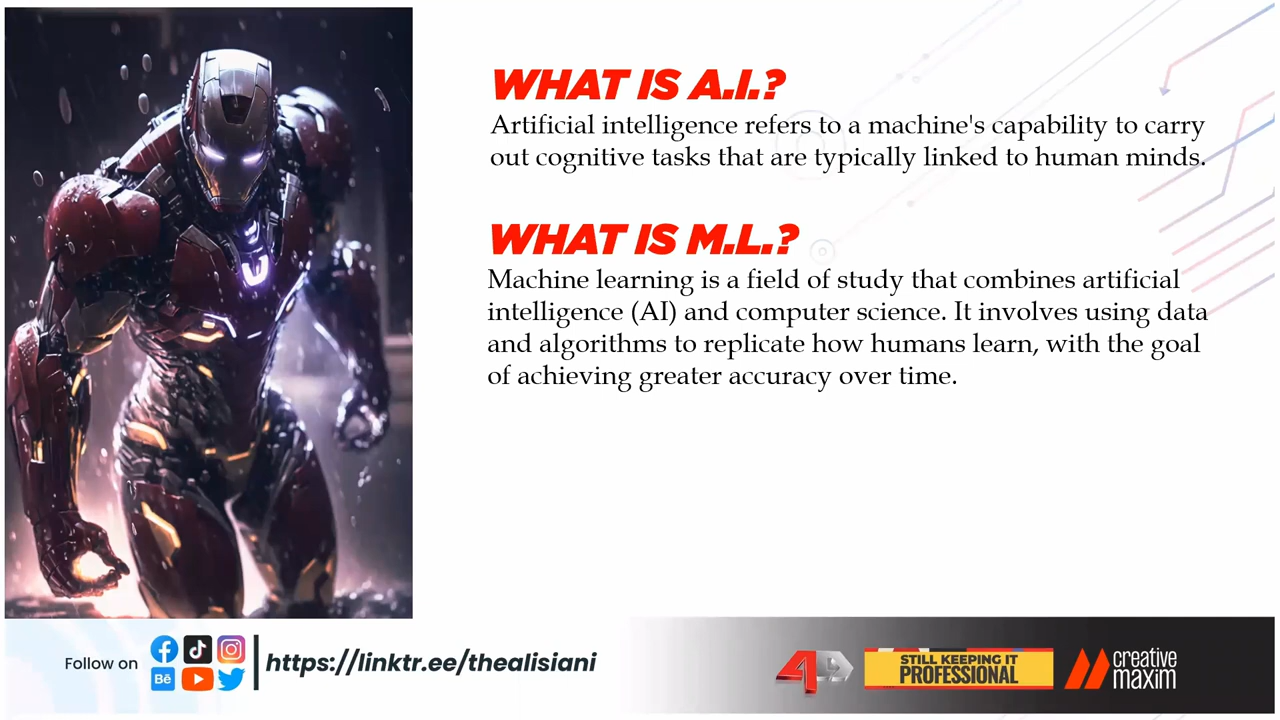 WHAT IS A.I.?
Artificial intelligence refers to a machine's capability to carry
out cognitive tasks that are typically linked to human minds.
WHAT IS M.L.?
Machine learning is a field of study that combines artificial
intelligence (AI) and computer science. It involves using data
and algorithms to replicate how humans learn, with the goal
of achieving greater accuracy over time.
Follow on
Bē
https://linktr.ee/thealisiani
4D
STILL KEEPING IT
PROFESSIONAL
creative
maxim